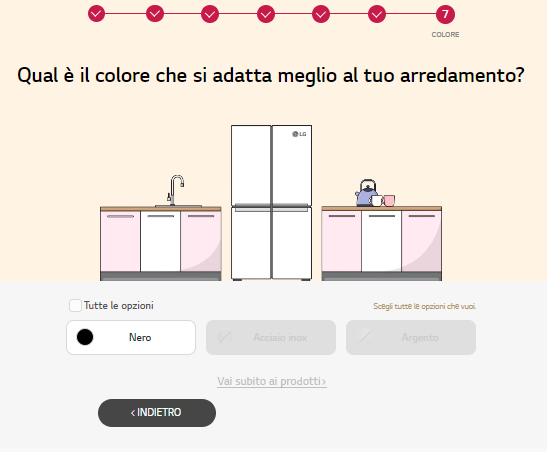 7
COLORE
Qual è il colore che si adatta meglio al tuo arredamento?
LG
Tutte le opzioni
Scegli tutte le opzioni che vuoi.
Nero
Acciaio inox
Argento
Vai subito ai prodotti›
‹ INDIETRO